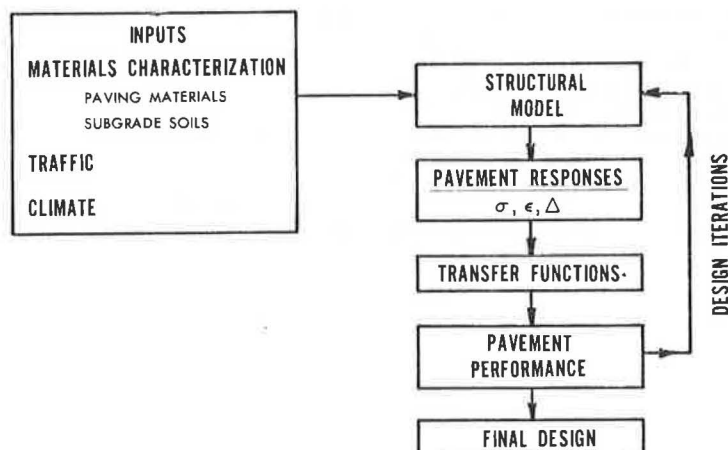 INPUTS
MATERIALS CHARACTERIZATION
PAVING MATERIALS
SUBGRADE SOILS
TRAFFIC
CLIMATE
STRUCTURAL
MODEL
PAVEMENT RESPONSES
σ, ε, Δ
TRANSFER FUNCTIONS
PAVEMENT
PERFORMANCE
FINAL DESIGN
DESIGN ITERATIONS